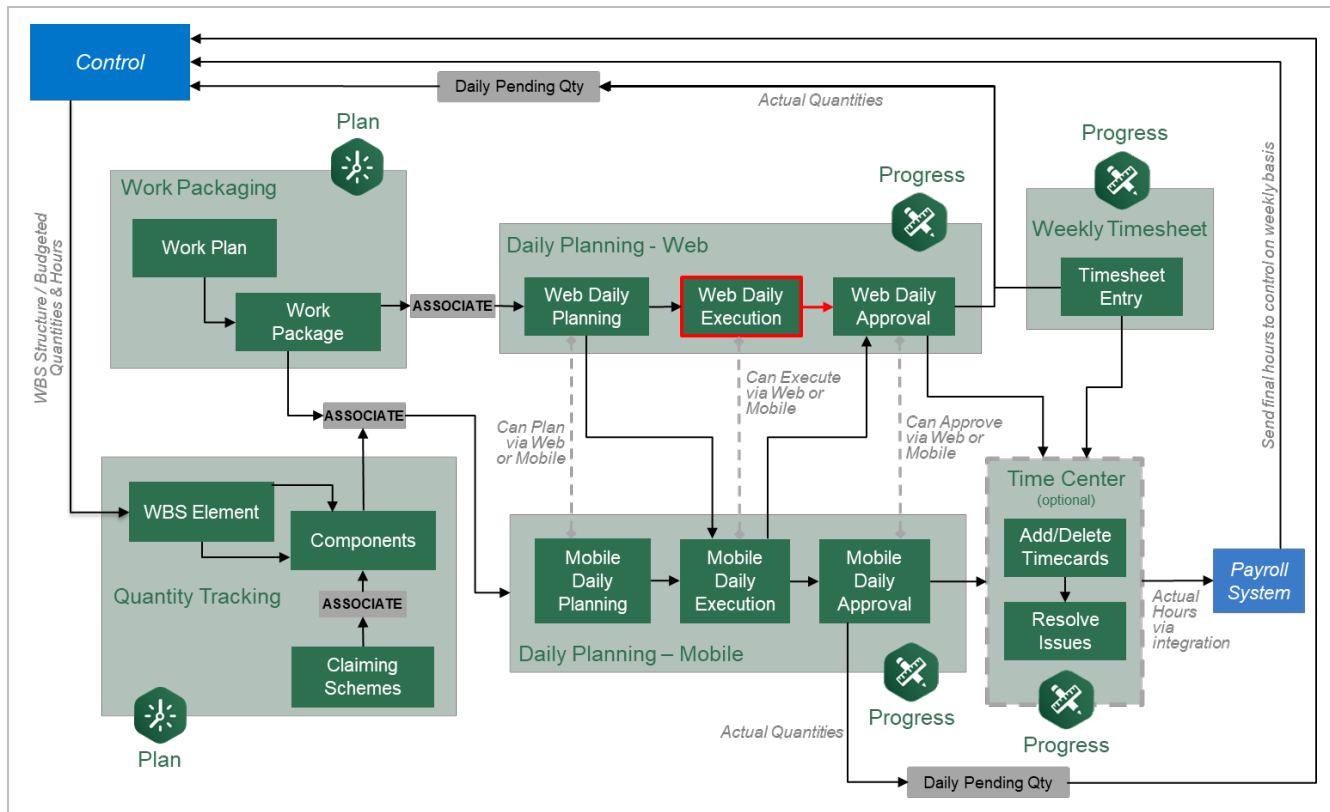 Control
Daily Pending Qty
Actual Quantities
Plan
Work Packaging
Work Plan
Work
Package
ASSOCIATE
WBS Structure / Budgeted
Quantities & Hours
Progress
Daily Planning - Web
Web Daily
Planning
Web Daily
Execution
Web Daily
Approval
Progress
Weekly Timesheet
Timesheet
Entry
Send final hours to control on weekly basis
ASSOCIATE
Can Plan
via Web
or Mobile
Can Execute
via Web or
Mobile
Can Approve
via Web or
Mobile
WBS Element
Components
Quantity Tracking
ASSOCIATE
Claiming
Schemes
Plan
Mobile
Daily
Planning
Mobile
Daily
Execution
Mobile
Daily
Approval
Daily Planning – Mobile
Progress
Time Center
(optional)
Add/Delete
Timecards
Resolve
Issues
Progress
Actual
Hours
via
integration
Payroll
System
Actual Quantities
Daily Pending Qty